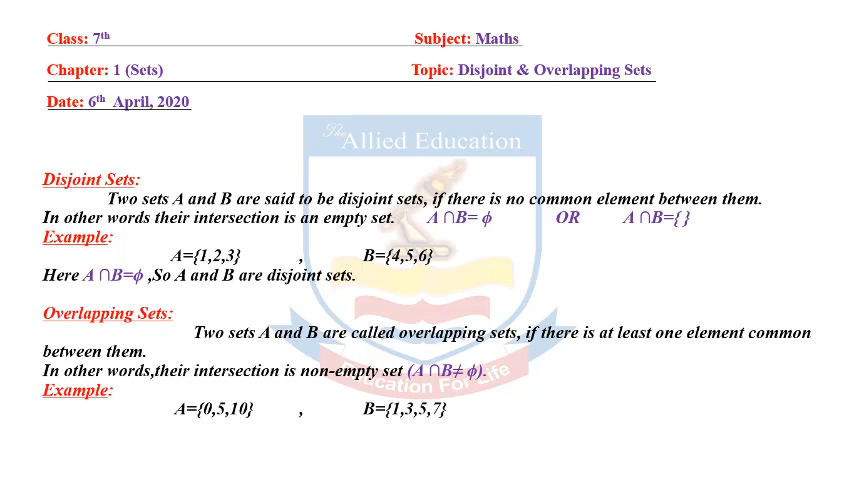 Class: 7th Subject: Maths
Chapter: 1 (Sets) Topic: Disjoint & Overlapping Sets
Date: 6th April, 2020
The
Allied Education
Disjoint Sets:
Two sets A and B are said to be disjoint sets, if there is no common element between them.
In other words their intersection is an empty set. A ∩B= ϕ OR A ∩B={ }
Example:
A={1,2,3} , B={4,5,6}
Here A ∩B=ϕ ,So A and B are disjoint sets.
Overlapping Sets:
Two sets A and B are called overlapping sets, if there is at least one element common
between them.
In other words,their intersection is non-empty set (A ∩B≠ ϕ).
Education For Life
Example:
A={0,5,10} , B={1,3,5,7}